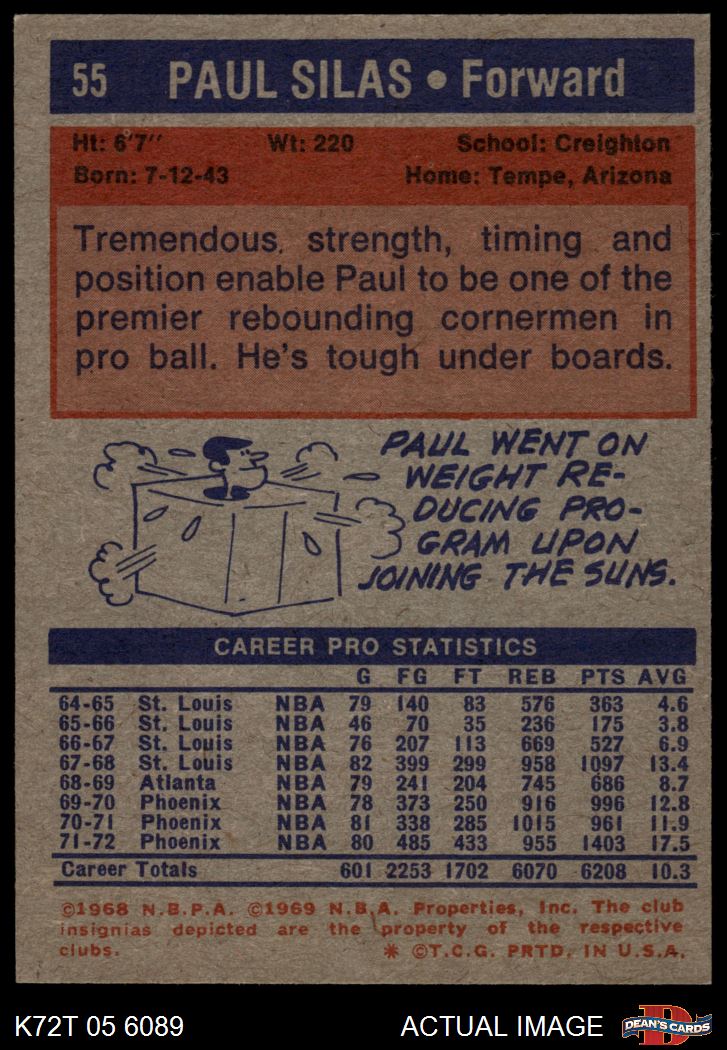 55 PAUL SILAS • Forward
Ht: 6'7" Wt: 220 School: Creighton
Born: 7-12-43 Home: Tempe, Arizona
Tremendous strength, timing and
position enable Paul to be one of the
premier rebounding cornermen in
pro ball. He's tough under boards.
PAUL WENT ON
WEIGHT RE-
DUCING PRO-
GRAM UPON
JOINING THE SUNS.
CAREER PRO STATISTICS
G FG FT REB PTS AVG
64-65 St. Louis NBA 79 140 83 576 363 4.6
65-66 St. Louis NBA 46 70 35 236 175 3.8
66-67 St. Louis NBA 76 207 113 669 527 6.9
67-68 St. Louis NBA 82 399 299 958 1097 13.4
68-69 Atlanta NBA 79 241 204 745 686 8.7
69-70 Phoenix NBA 78 373 250 916 996 12.8
70-71 Phoenix NBA 81 338 285 1015 961 11.9
71-72 Phoenix NBA 80 485 433 955 1403 17.5
Career Totals 601 2253 1702 6070 6208 10.3
©1968 N.B.P.A. ©1969 N.B.A. Properties, Inc. The club
insignias depicted are the property of the respective
clubs. * ©T.C.G. PRTD. IN U.S.A.
K72T 05 6089 ACTUAL IMAGE D DEAN'S CARDS